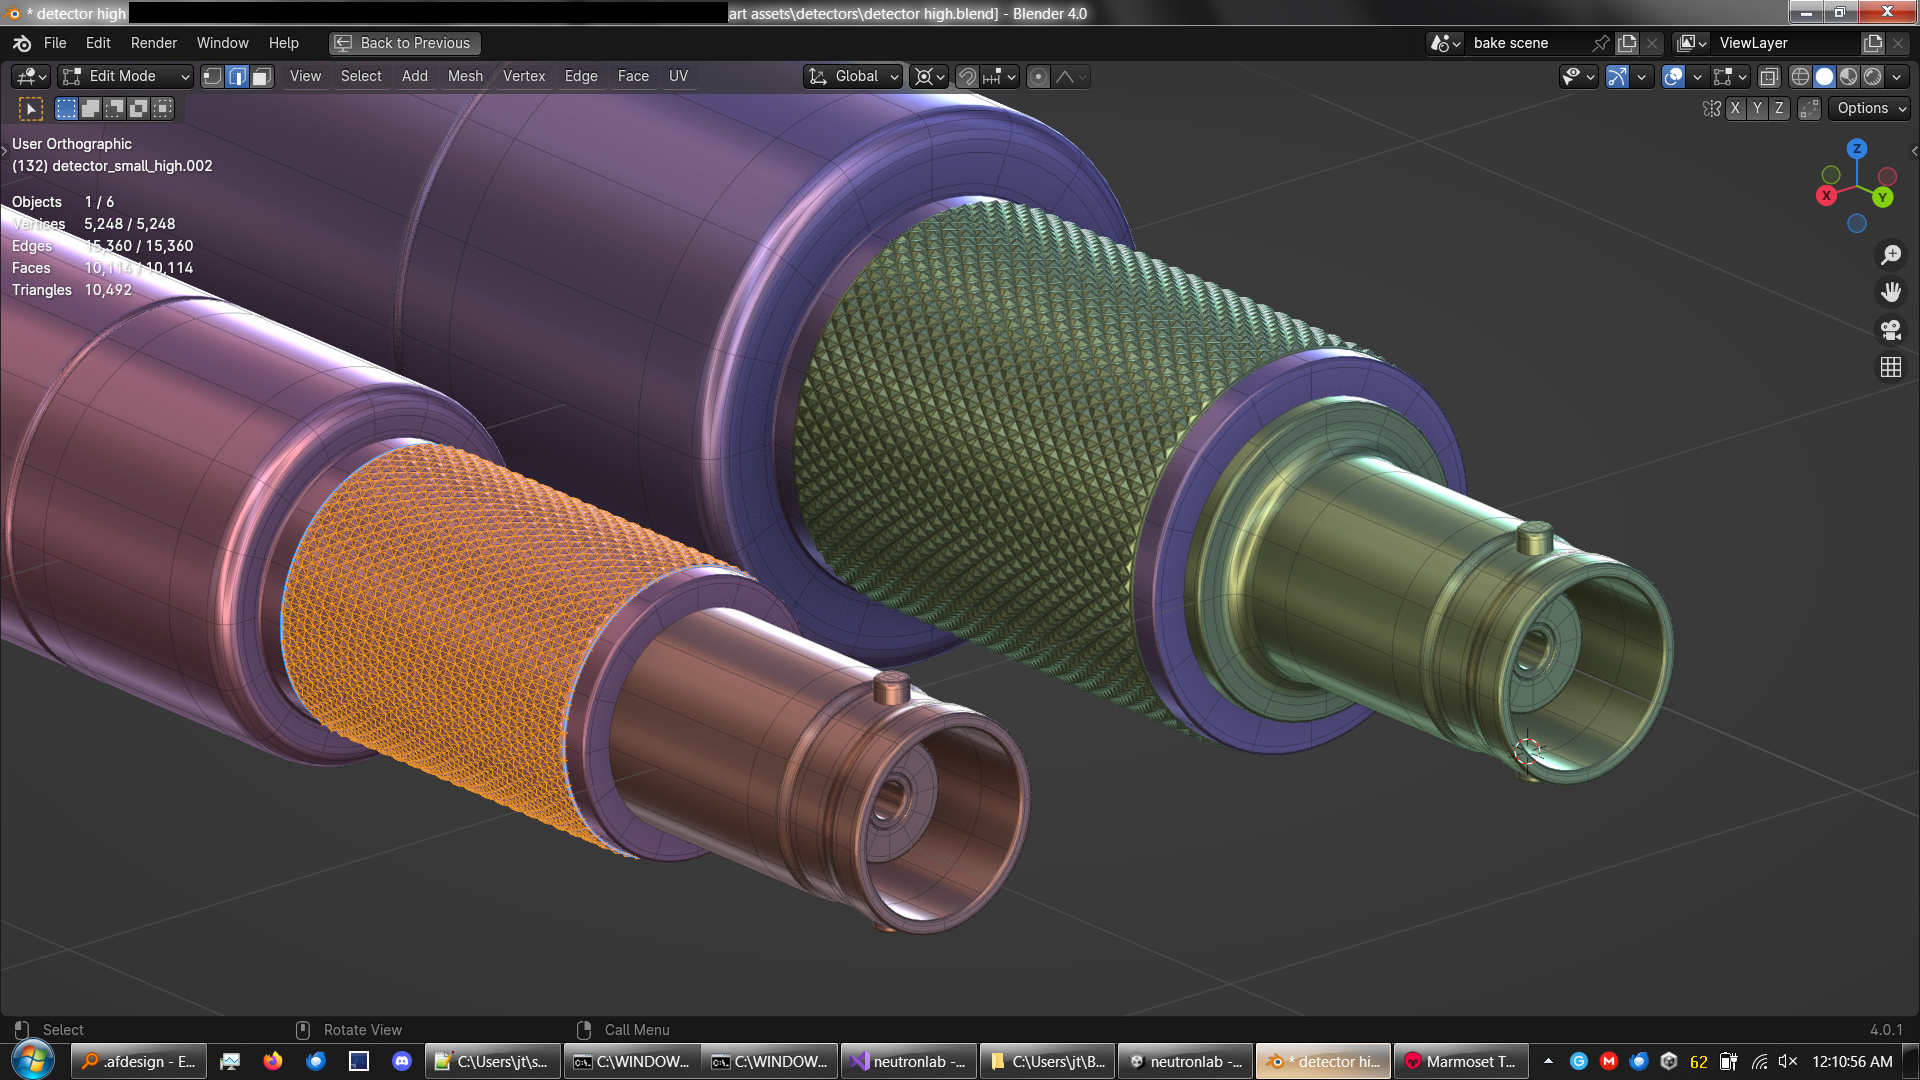 * detector high
art assets\detectors\detector high.blend] - Blender 4.0
File Edit Render Window Help Back to Previous
bake scene
ViewLayer
Edit Mode
View Select Add Mesh Vertex Edge Face UV
Global
X Y Z
Options
User Orthographic
(132) detector_small_high.002
Objects 1 / 6
Vertices 5,248 / 5,248
Edges 15,360 / 15,360
Faces 10,114 / 10,114
Triangles 10,492
Z
X
Y
Select
Rotate View
Call Menu
4.0.1
.afdesign - E...
C:\Users\jt\s...
C:\WINDOW...
C:\WINDOW...
neutronlab -...
C:\Users\jt\B...
neutronlab -...
* detector hi...
Marmoset T...
62
12:10:56 AM